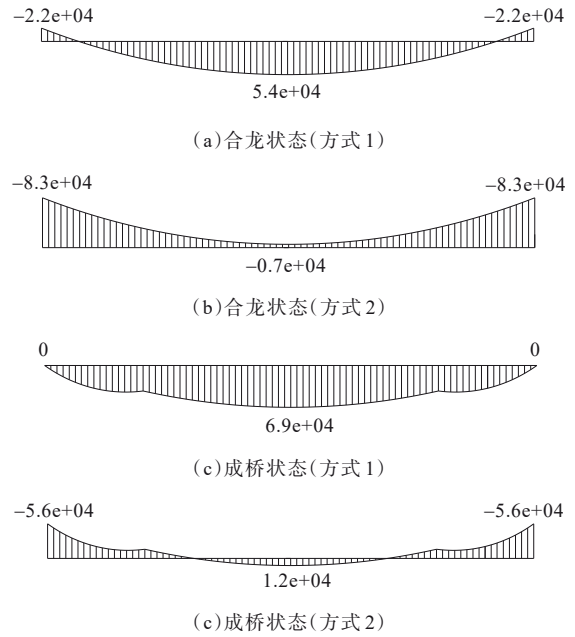 −2.2e+04 −2.2e+04
5.4e+04
(a)合龙状态(方式1)
−8.3e+04 −8.3e+04
−0.7e+04
(b)合龙状态(方式2)
0 0
6.9e+04
(c)成桥状态(方式1)
−5.6e+04 −5.6e+04
1.2e+04
(c)成桥状态(方式2)